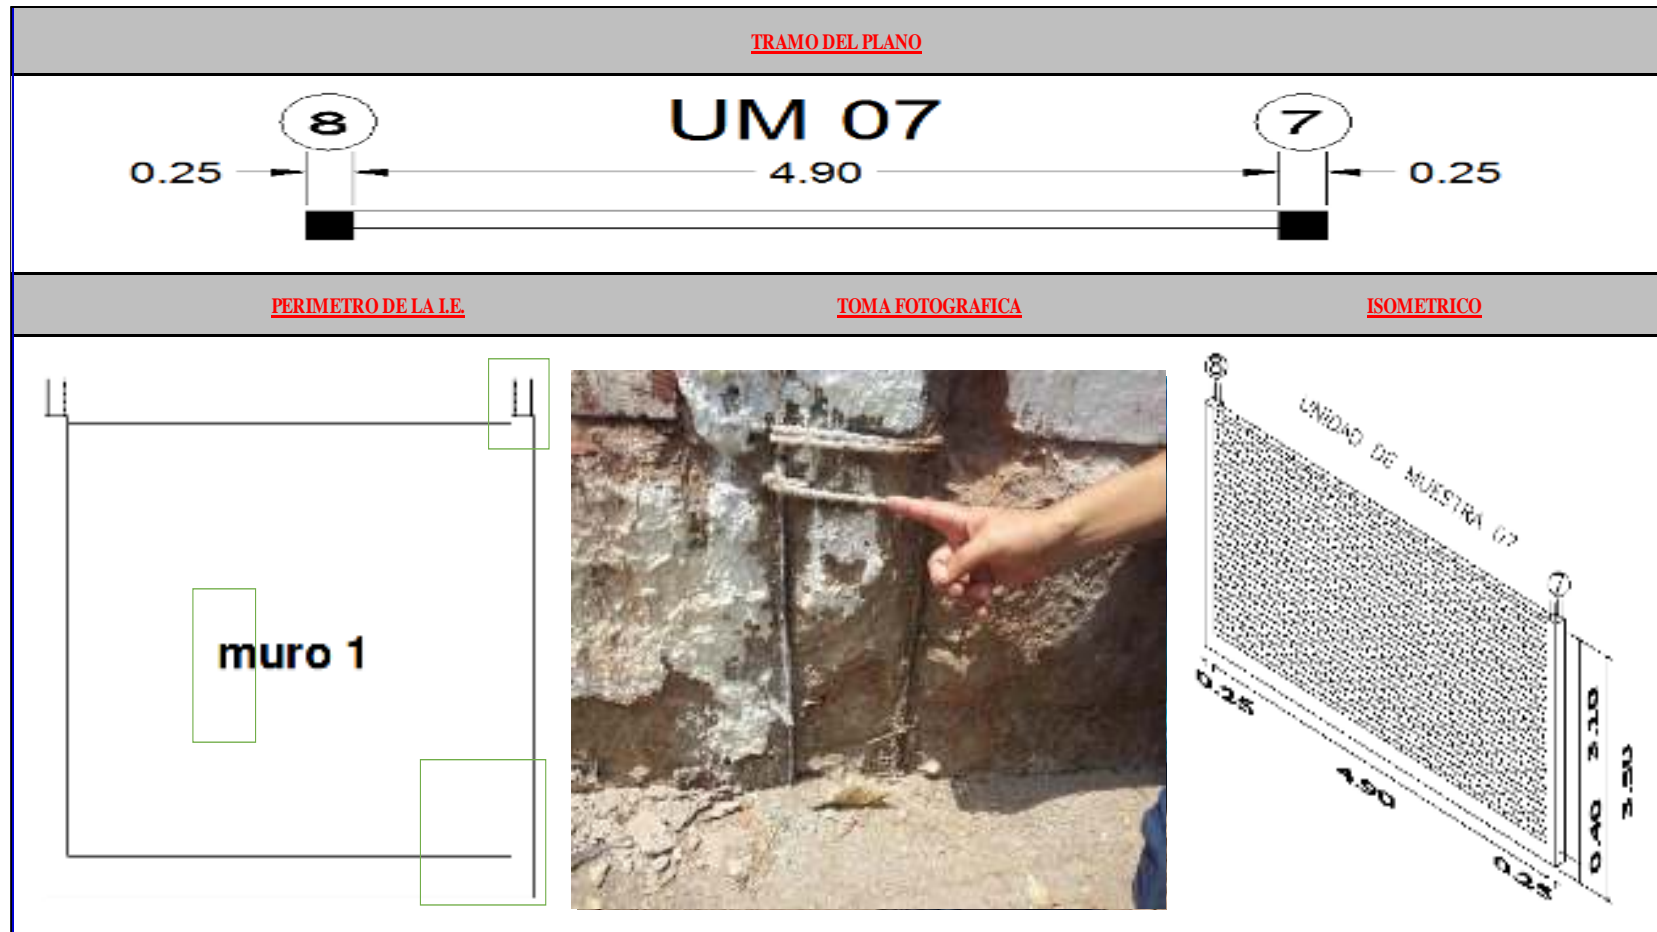 TRAMO DEL PLANO
8
UM 07
7
0.25
4.90
0.25
PERIMETRO DE LA I.E.
TOMA FOTOGRAFICA
ISOMETRICO
muro 1
8
UNIDAD DE MUESTRA 07
7
0.25
4.90
0.25
3.10
0.40
3.50